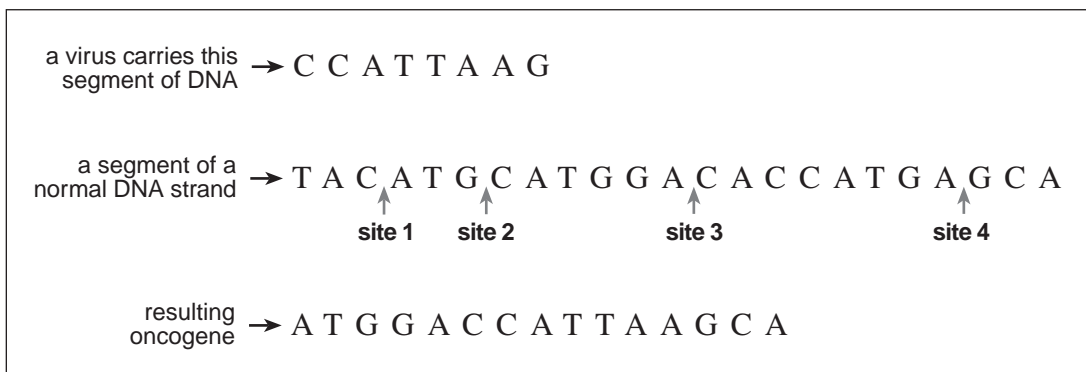 a virus carries this
segment of DNA
C C A T T A A G
a segment of a
normal DNA strand
T A C A T G C A T G G A C A C C A T G A G C A
site 1 site 2 site 3 site 4
resulting
oncogene
A T G G A C C A T T A A G C A